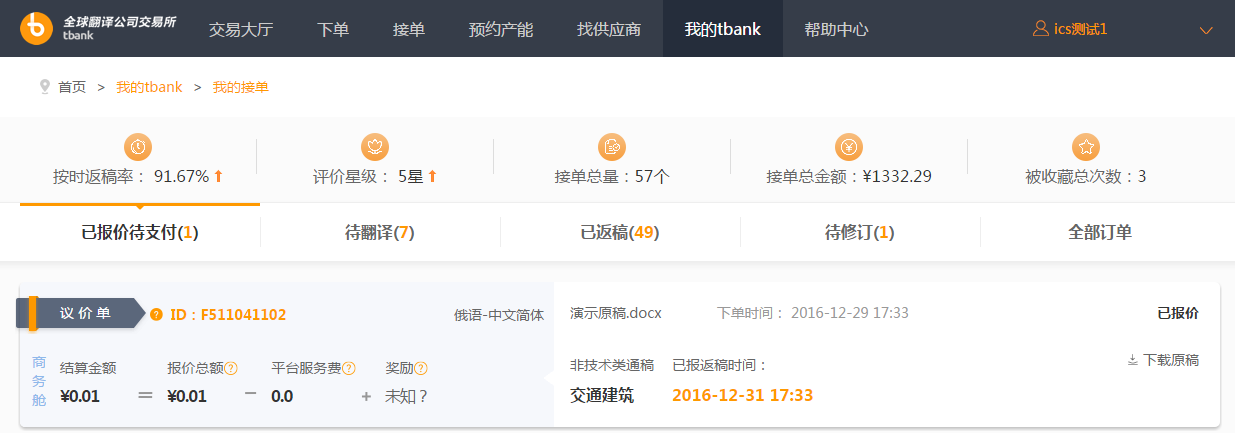 全球翻译公司交易所
tbank
交易大厅 下单 接单 预约产能 找供应商 我的tbank 帮助中心 ics测试1
首页 > 我的tbank > 我的接单
按时返稿率： 91.67% 评价星级： 5星 接单总量：57个 接单总金额：¥1332.29 被收藏总次数：3
已报价待支付(1) 待翻译(7) 已返稿(49) 待修订(1) 全部订单
议价单 ? ID：F511041102 俄语-中文简体 演示原稿.docx 下单时间： 2016-12-29 17:33 已报价
商务舱
结算金额 报价总额? 平台服务费? 奖励? 非技术类通稿 已报返稿时间： 下载原稿
¥0.01 = ¥0.01 - 0.0 + 未知？ 交通建筑 2016-12-31 17:33